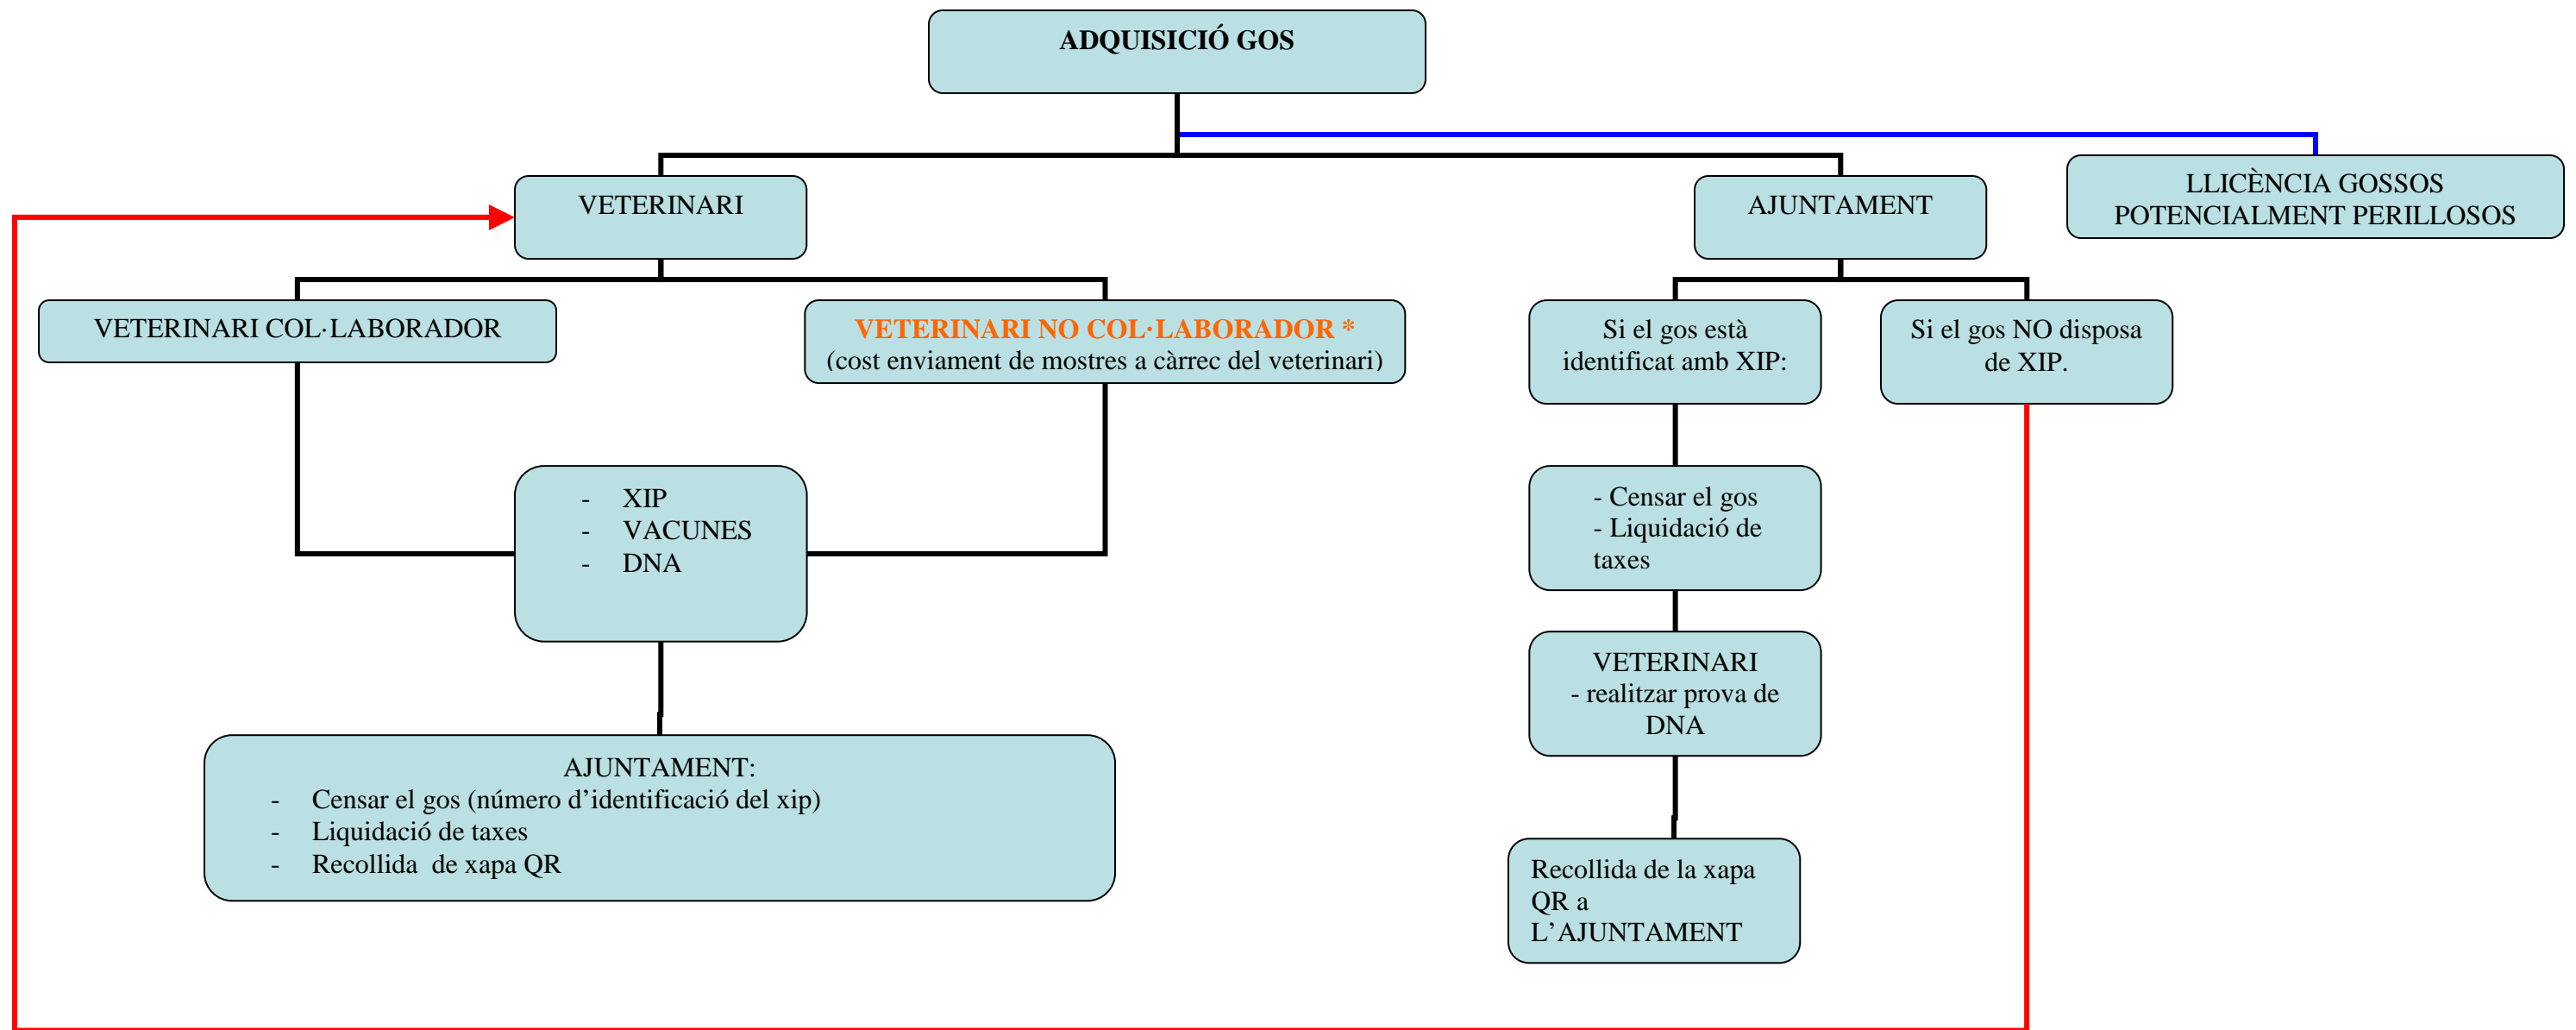 ADQUISICIÓ GOS
VETERINARI
AJUNTAMENT
LLICÈNCIA GOSSOS
POTENCIALMENT PERILLOSOS
VETERINARI COL·LABORADOR
VETERINARI NO COL·LABORADOR *
(cost enviament de mostres a càrrec del veterinari)
Si el gos està
identificat amb XIP:
Si el gos NO disposa
de XIP.
- XIP
- VACUNES
- DNA
- Censar el gos
- Liquidació de
taxes
VETERINARI
- realitzar prova de
DNA
AJUNTAMENT:
- Censar el gos (número d’identificació del xip)
- Liquidació de taxes
- Recollida  de xapa QR
Recollida de la xapa
QR a
L’AJUNTAMENT